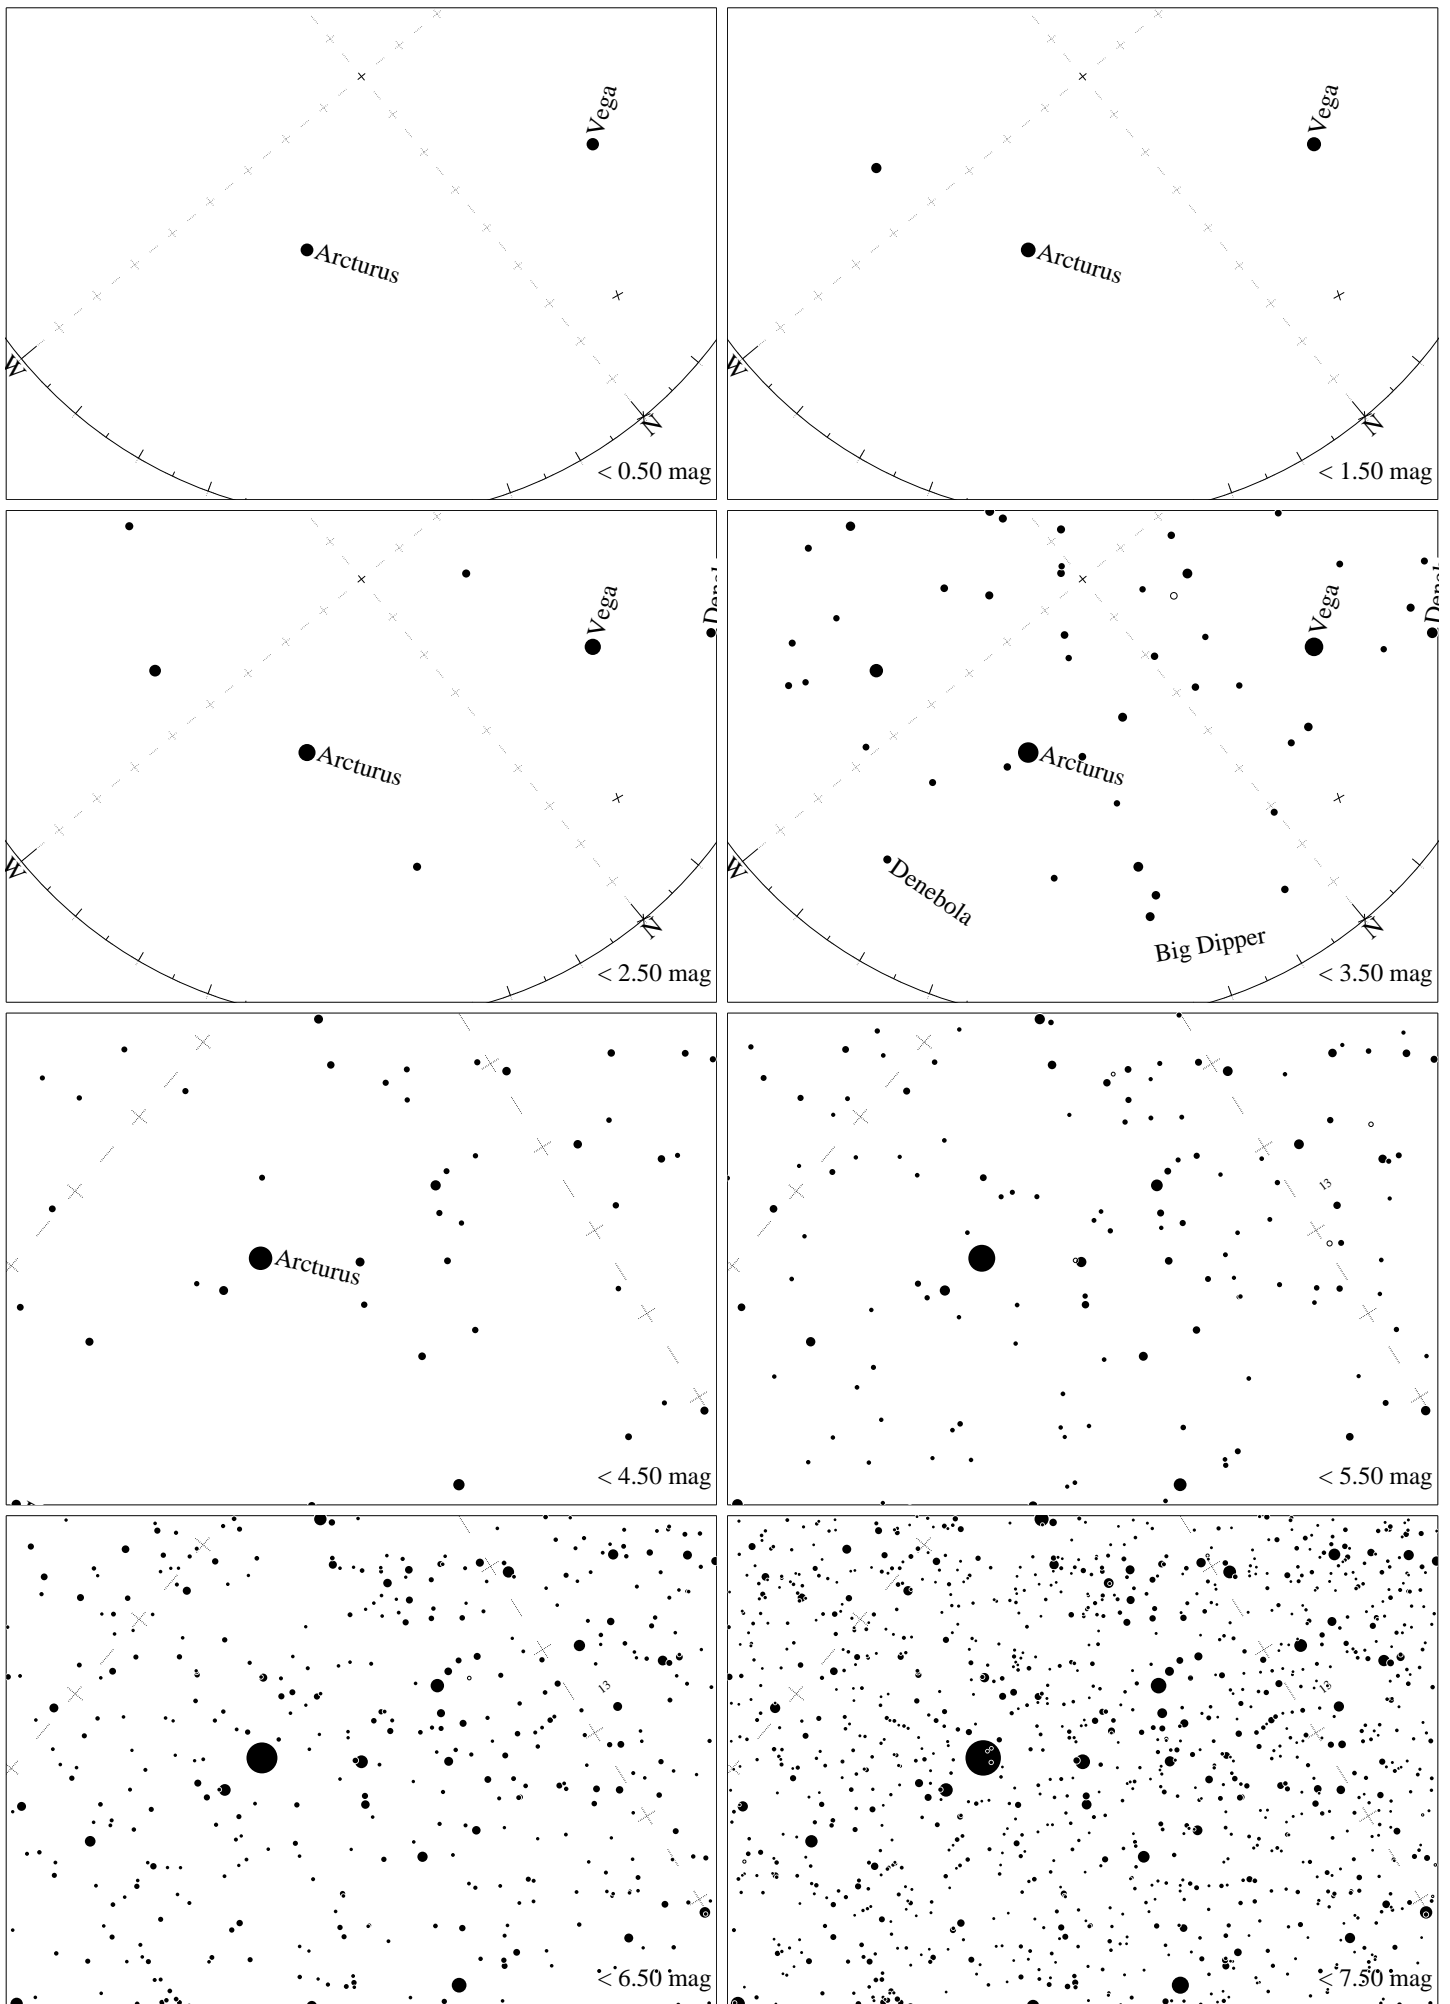 Vega
Arcturus
W
N
< 0.50 mag
Vega
Arcturus
W
N
< 1.50 mag
Vega
Arcturus
W
N
< 2.50 mag
Vega
Arcturus
Denebola
Big Dipper
W
N
< 3.50 mag
Arcturus
< 4.50 mag
13
< 5.50 mag
13
< 6.50 mag
13
< 7.50 mag